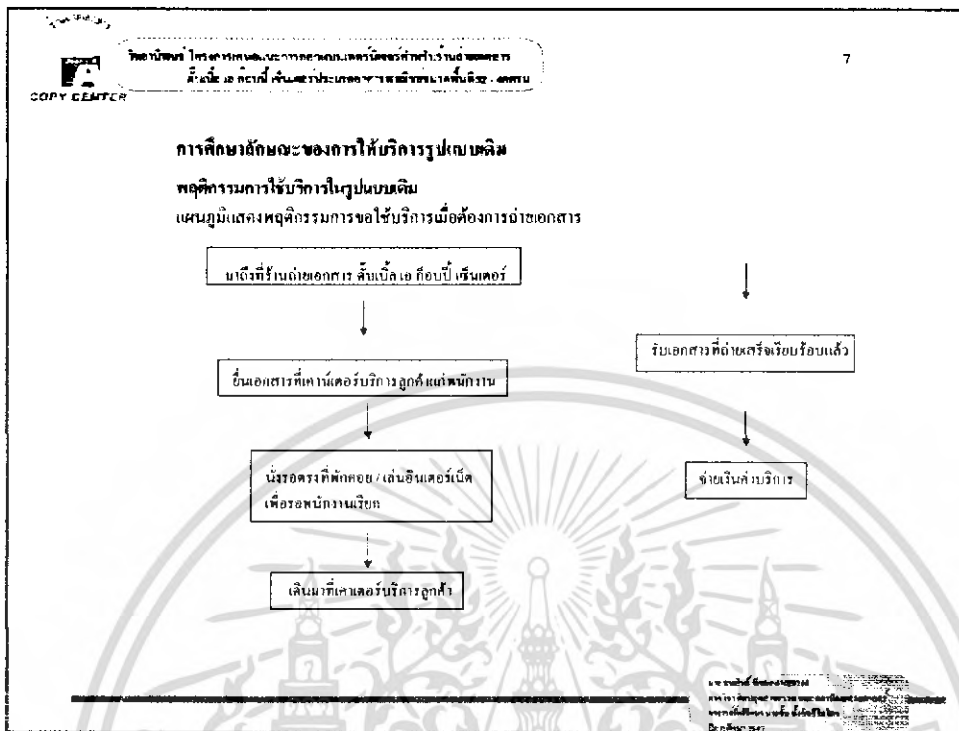 COPY CENTER
7
การศึกษาลักษณะของการให้บริการรูปแบบเดิม
พฤติกรรมการใช้บริการในรูปแบบเดิม
แผนภูมิแสดงพฤติกรรมการขอใช้บริการเมื่อต้องการถ่ายเอกสาร
มาถึงที่ร้านถ่ายเอกสาร ดั๊บเบิ้ล เอ ก๊อบปี้ เซ็นเตอร์
ยื่นเอกสารที่เคาน์เตอร์บริการลูกค้าแก่พนักงาน
นั่งรอตรงที่พักคอย / เล่นอินเตอร์เน็ต
เพื่อรอพนักงานเรียก
เดินมาที่เคาเตอร์บริการลูกค้า
รับเอกสารที่ถ่ายเสร็จเรียบร้อยแล้ว
จ่ายเงินค่าบริการ